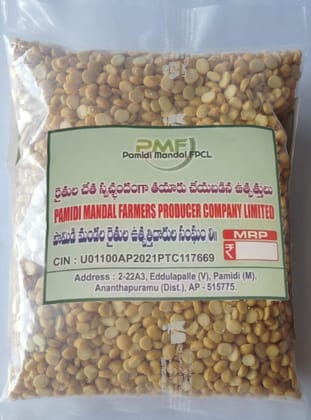 PMF
Pamidi Mandal FPCL
రైతుల చేత స్వచ్ఛందంగా తయారు చేయబడిన ఉత్పత్తులు
PAMIDI MANDAL FARMERS PRODUCER COMPANY LIMITED
పామిడి మండల రైతుల ఉత్పత్తిదారుల సంఘం లి॥
MRP
₹
CIN : U01100AP2021PTC117669
Address : 2-22A3, Eddulapalle (V), Pamidi (M),
Ananthapuramu (Dist.), AP - 515775.